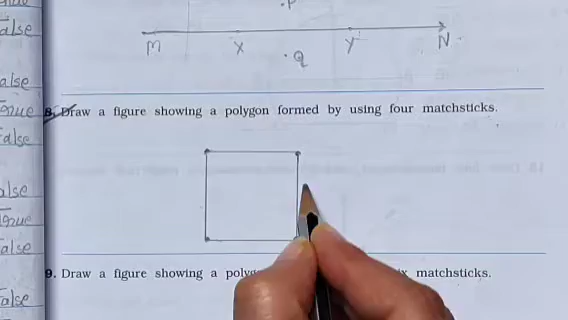 .P
M X Y N
.Q
alse
alse
True
False
8. Draw a figure showing a polygon formed by using four matchsticks.
alse
True
alse
9. Draw a figure showing a matchsticks.
alse